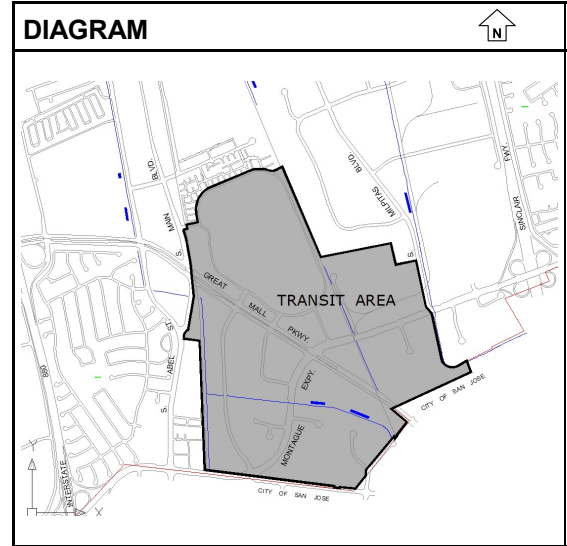 DIAGRAM
N
BLVD.
MAIN
S.
BLVD.
MILPITAS
S.
FWY.
SINCLAIR
GREAT
MALL
PKWY.
TRANSIT AREA
EXPY.
MONTAGUE
ST.
ABEL
S.
880
INTERSTATE
CITY OF SAN JOSE
CITY OF SAN JOSE
Y
X